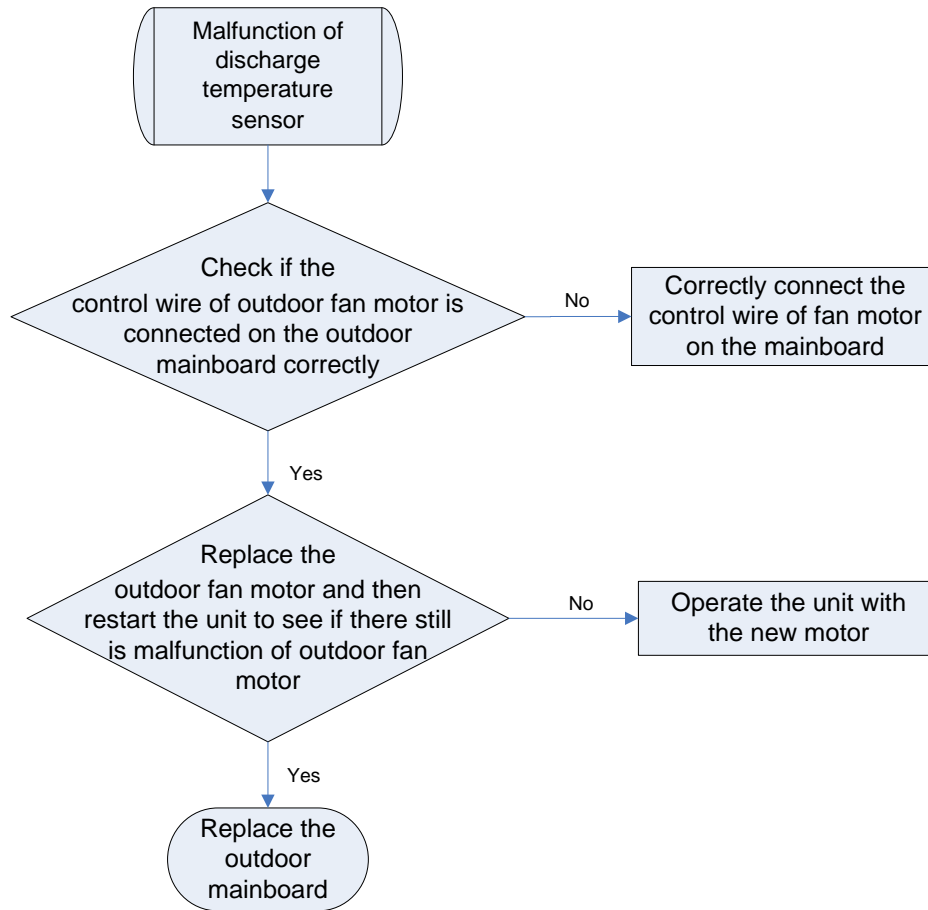 Malfunction of
discharge
temperature
sensor
Check if the
control wire of outdoor fan motor is
connected on the outdoor
mainboard correctly
No
Correctly connect the
control wire of fan motor
on the mainboard
Yes
Replace the
outdoor fan motor and then
restart the unit to see if there still
is malfunction of outdoor fan
motor
No
Operate the unit with
the new motor
Yes
Replace the
outdoor
mainboard